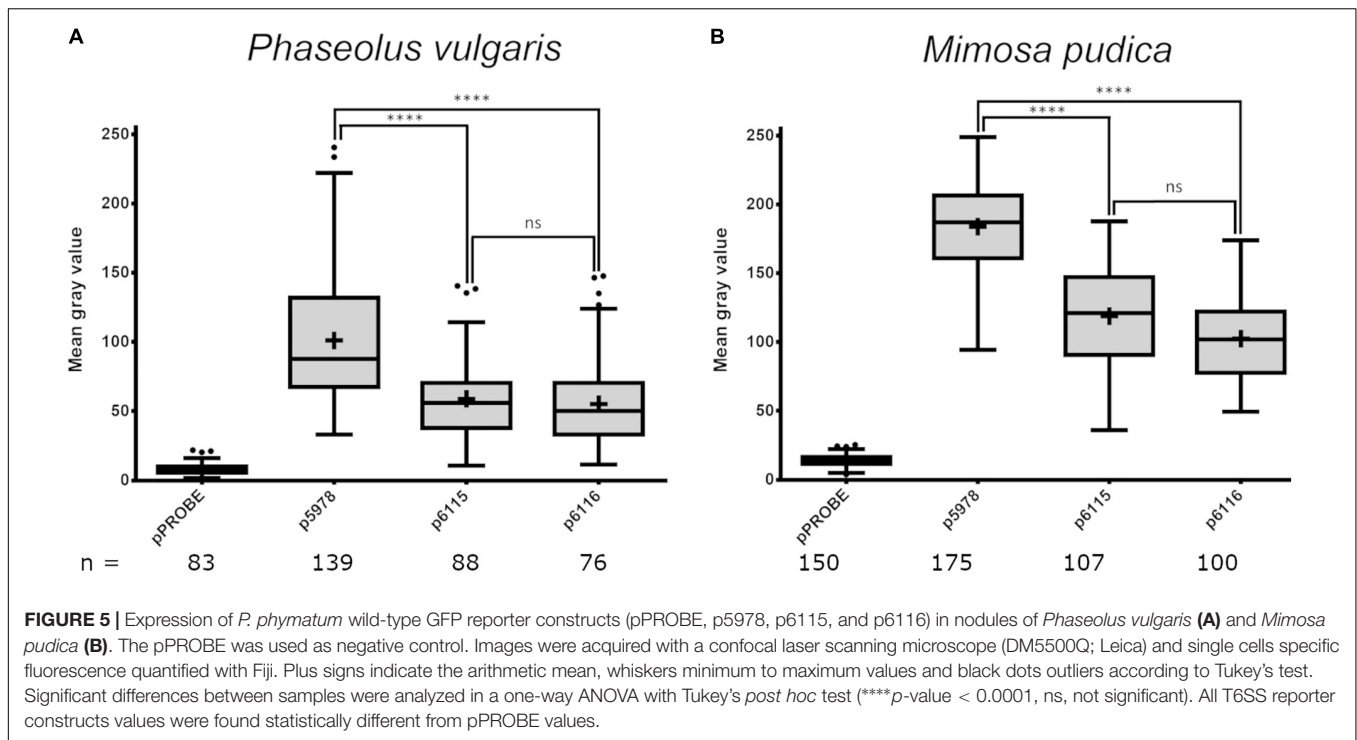 A
Phaseolus vulgaris
****
****
ns
250
200
150
100
50
0
Mean gray value
pPROBE
p5978
p6115
p6116
n =
83
139
88
76
B
Mimosa pudica
****
****
ns
250
200
150
100
50
0
Mean gray value
pPROBE
p5978
p6115
p6116
150
175
107
100
FIGURE 5 | Expression of P. phymatum wild-type GFP reporter constructs (pPROBE, p5978, p6115, and p6116) in nodules of Phaseolus vulgaris (A) and Mimosa
pudica (B). The pPROBE was used as negative control. Images were acquired with a confocal laser scanning microscope (DM5500Q; Leica) and single cells specific
fluorescence quantified with Fiji. Plus signs indicate the arithmetic mean, whiskers minimum to maximum values and black dots outliers according to Tukey's test.
Significant differences between samples were analyzed in a one-way ANOVA with Tukey's post hoc test (****p-value < 0.0001, ns, not significant). All T6SS reporter
constructs values were found statistically different from pPROBE values.